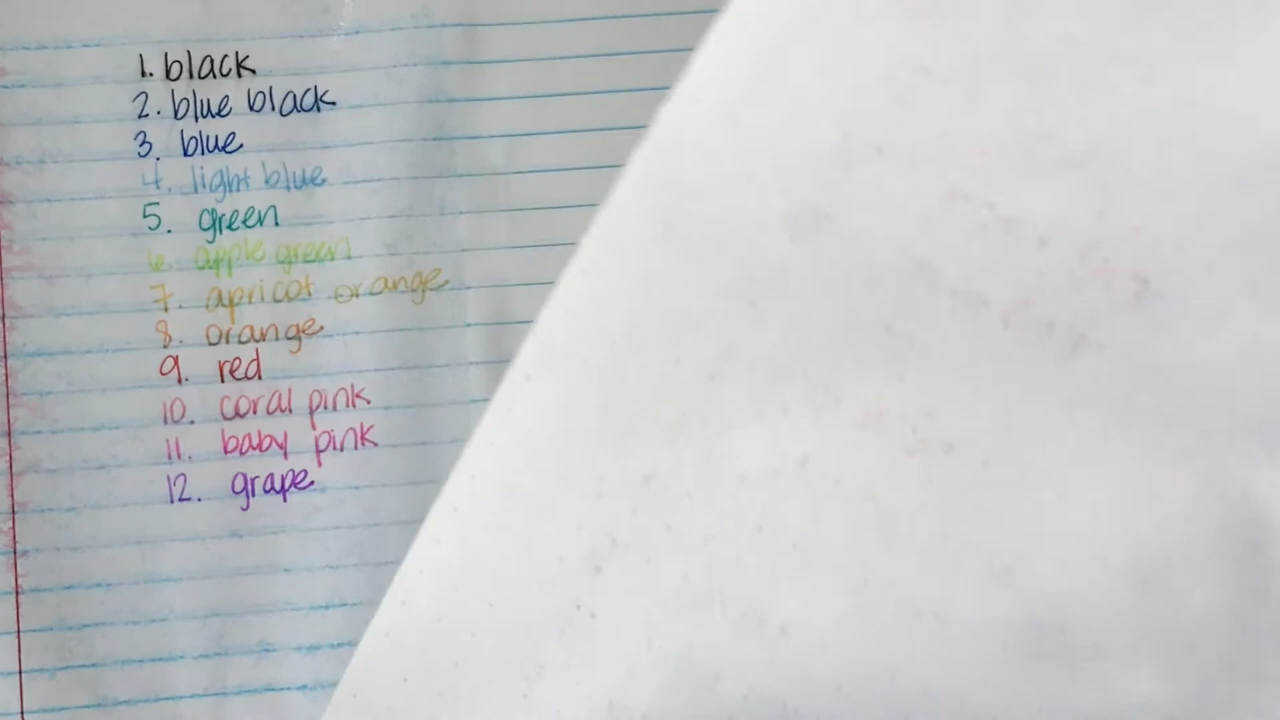 1. black
2. blue black
3. blue
4. light blue
5. green
6. apple green
7. apricot orange
8. orange
9. red
10. coral pink
11. baby pink
12. grape